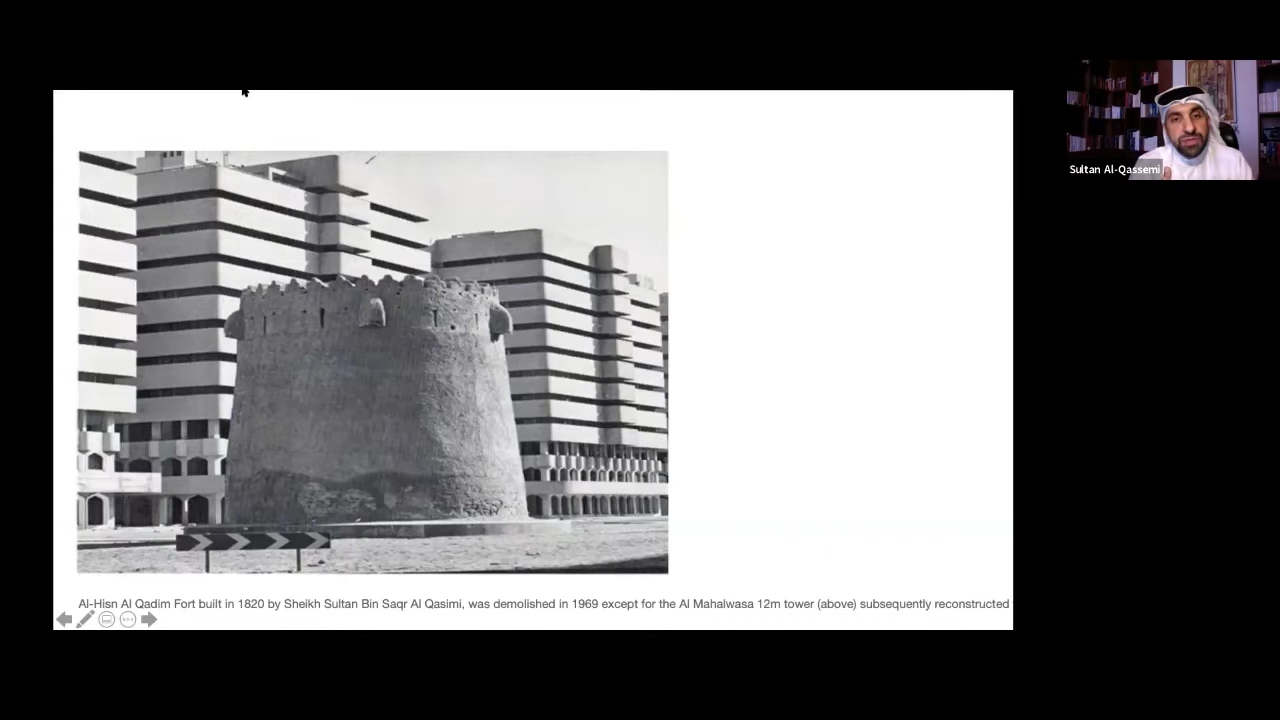 Sultan Al-Qassemi
Al-Hisn Al Qadim Fort built in 1820 by Sheikh Sultan Bin Saqr Al Qasimi, was demolished in 1969 except for the Al Mahalwasa 12m tower (above) subsequently reconstructed